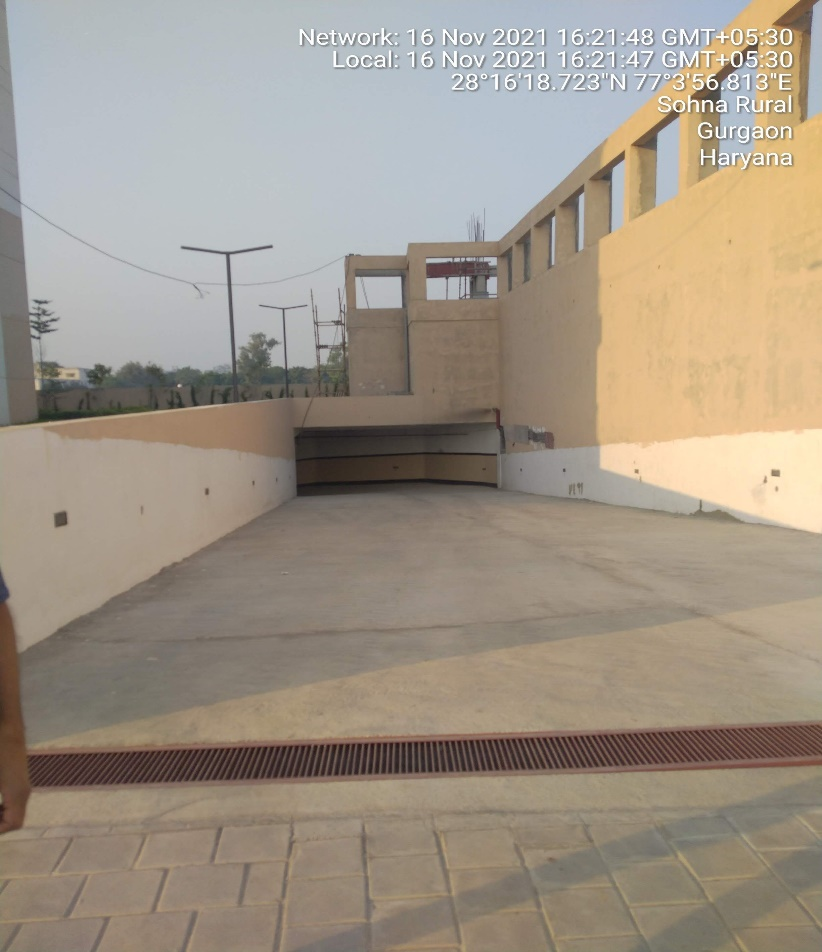 Network: 16 Nov 2021 16:21:48 GMT+05:30
Local: 16 Nov 2021 16:21:47 GMT+05:30
28°16'18.723"N 77°3'56.813"E
Sohna Rural
Gurgaon
Haryana